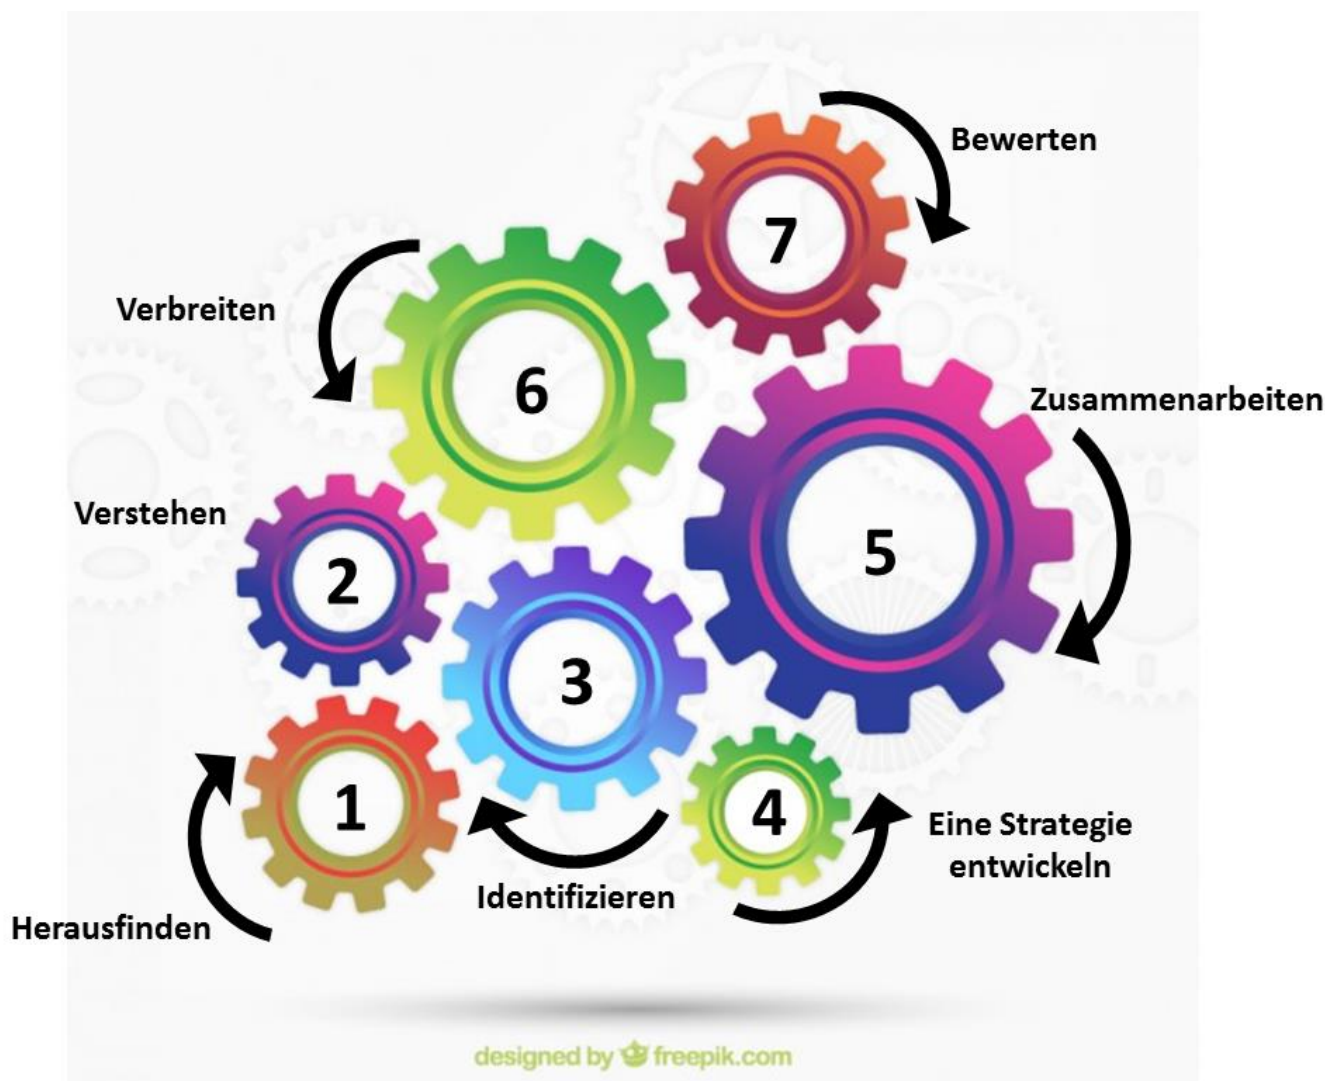 Bewerten
7
Verbreiten
6
Zusammenarbeiten
Verstehen
2
5
3
1
4
Eine Strategie
entwickeln
Identifizieren
Herausfinden
designed by freepik.com